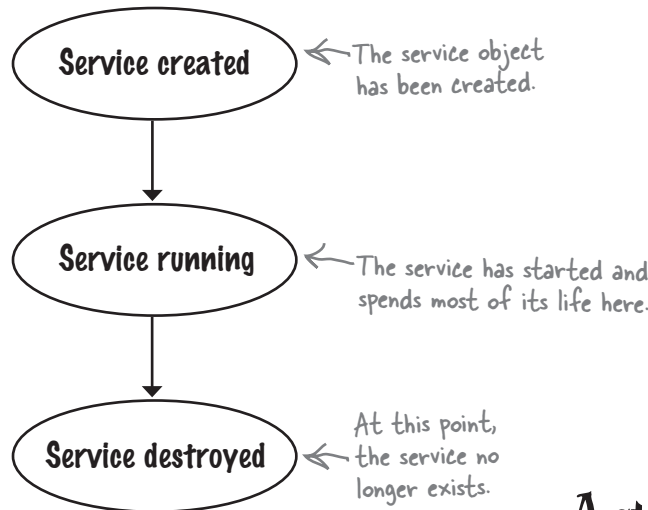 Service created
The service object
has been created.
Service running
The service has started and
spends most of its life here.
Service destroyed
At this point,
the service no
longer exists.